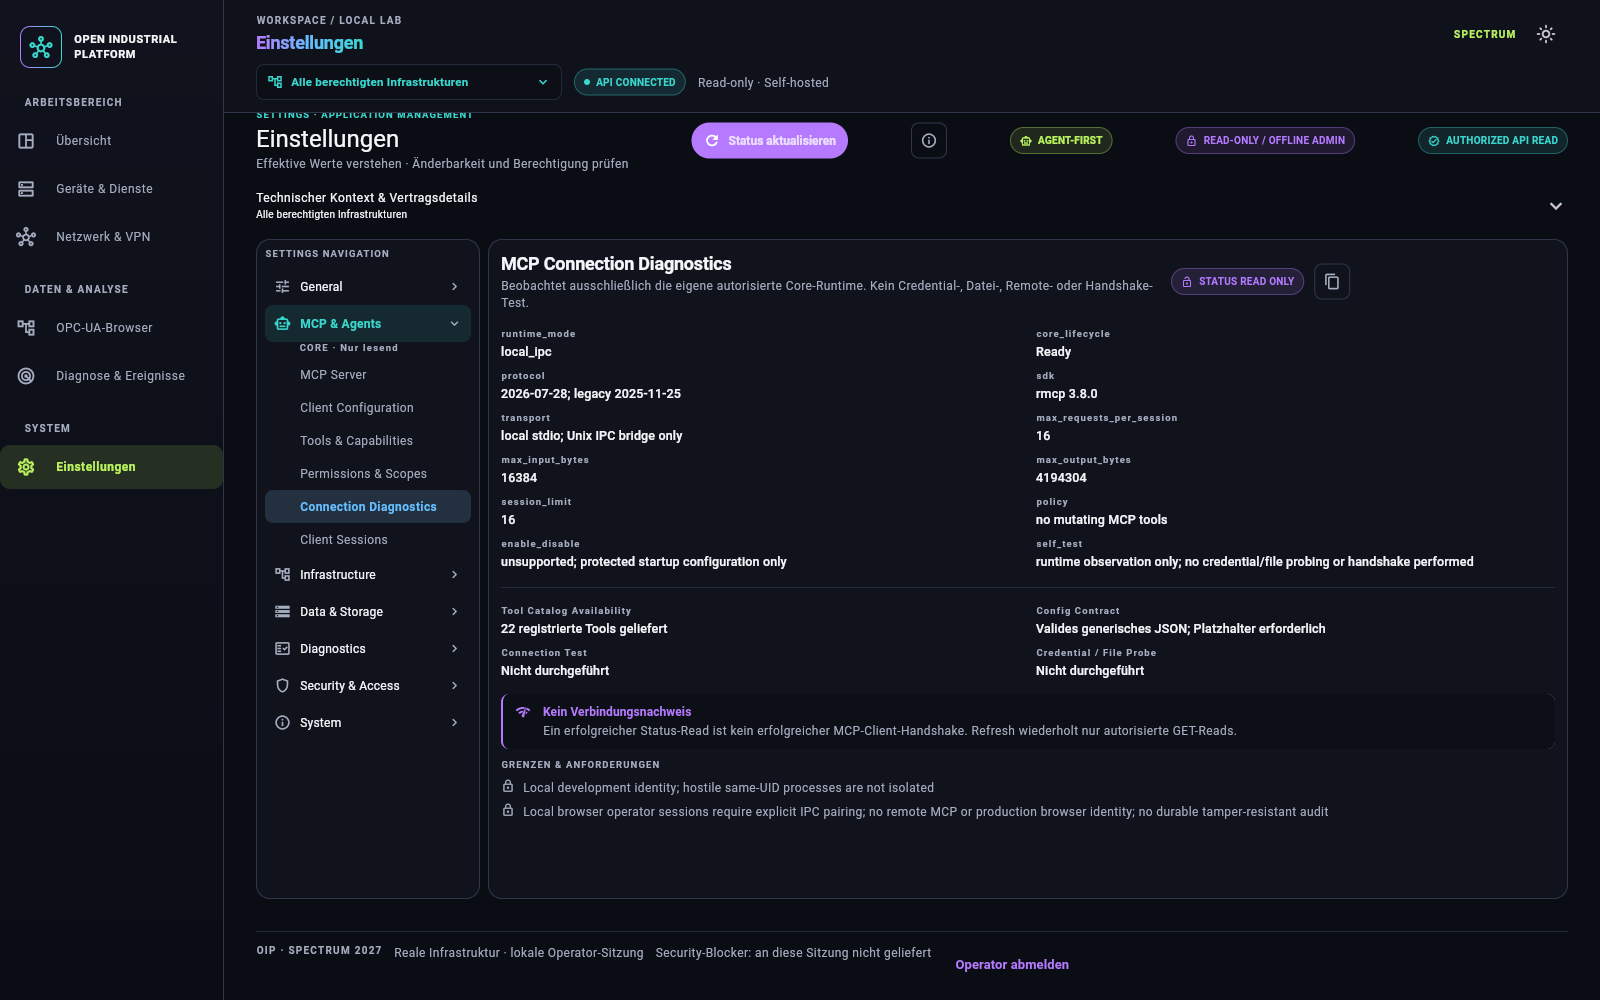 OPEN INDUSTRIAL
PLATFORM
ARBEITSBEREICH
Übersicht
Geräte & Dienste
Netzwerk & VPN
DATEN & ANALYSE
OPC-UA-Browser
Diagnose & Ereignisse
SYSTEM
Einstellungen
WORKSPACE / LOCAL LAB
Einstellungen
SPECTRUM
Alle berechtigten Infrastrukturen
API CONNECTED
Read-only · Self-hosted
SETTINGS · APPLICATION MANAGEMENT
Einstellungen
Effektive Werte verstehen · Änderbarkeit und Berechtigung prüfen
Status aktualisieren
AGENT-FIRST
READ-ONLY / OFFLINE ADMIN
AUTHORIZED API READ
Technischer Kontext & Vertragsdetails
Alle berechtigten Infrastrukturen
SETTINGS NAVIGATION
General
MCP & Agents
CORE · Nur lesend
MCP Server
Client Configuration
Tools & Capabilities
Permissions & Scopes
Connection Diagnostics
Client Sessions
Infrastructure
Data & Storage
Diagnostics
Security & Access
System
MCP Connection Diagnostics
Beobachtet ausschließlich die eigene autorisierte Core-Runtime. Kein Credential-, Datei-, Remote- oder Handshake-
Test.
STATUS READ ONLY
runtime_mode
local_ipc
core_lifecycle
Ready
protocol
2026-07-28; legacy 2025-11-25
sdk
rmcp 3.8.0
transport
local stdio; Unix IPC bridge only
max_requests_per_session
16
max_input_bytes
16384
max_output_bytes
4194304
session_limit
16
policy
no mutating MCP tools
enable_disable
unsupported; protected startup configuration only
self_test
runtime observation only; no credential/file probing or handshake performed
Tool Catalog Availability
22 registrierte Tools geliefert
Config Contract
Valides generisches JSON; Platzhalter erforderlich
Connection Test
Nicht durchgeführt
Credential / File Probe
Nicht durchgeführt
Kein Verbindungsnachweis
Ein erfolgreicher Status-Read ist kein erfolgreicher MCP-Client-Handshake. Refresh wiederholt nur autorisierte GET-Reads.
GRENZEN & ANFORDERUNGEN
Local development identity; hostile same-UID processes are not isolated
Local browser operator sessions require explicit IPC pairing; no remote MCP or production browser identity; no durable tamper-resistant audit
OIP · SPECTRUM 2027
Reale Infrastruktur · lokale Operator-Sitzung
Security-Blocker: an diese Sitzung nicht geliefert
Operator abmelden